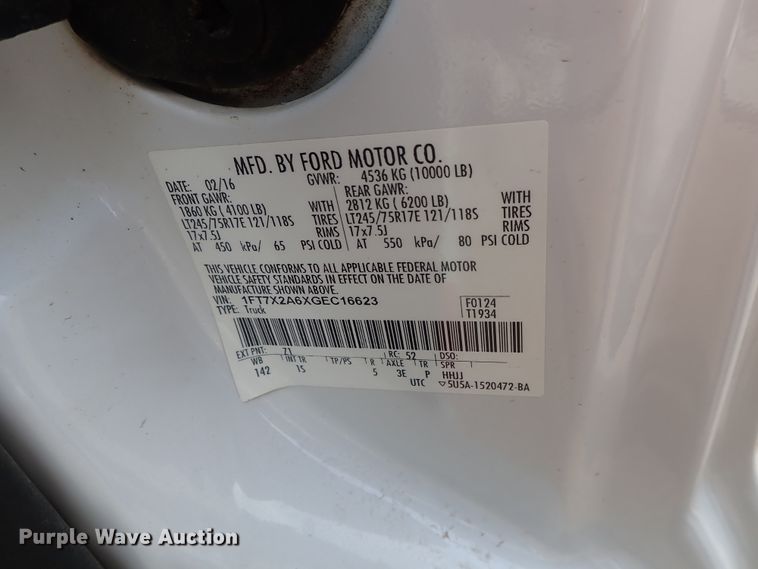 MFD. BY FORD MOTOR CO.
DATE: 02/16 GVWR: 4536 KG (10000 LB)
FRONT GAWR: REAR GAWR:
1860 KG ( 4100 LB) WITH 2812 KG ( 6200 LB) WITH
LT245/75R17E 121/118S TIRES LT245/75R17E 121/118S TIRES
17x7.5J RIMS 17x7.5J RIMS
AT 450 kPa/ 65 PSI COLD AT 550 kPa/ 80 PSI COLD
THIS VEHICLE CONFORMS TO ALL APPLICABLE FEDERAL MOTOR
VEHICLE SAFETY STANDARDS IN EFFECT ON THE DATE OF
MANUFACTURE SHOWN ABOVE.
VIN: 1FT7X2A6XGEC16623 F0124
TYPE: Truck T1934
EXT PNT: 71 RC: 52 DSO:
WB INT TR TP/PS R AXLE TR SPR
142 15 5 3E P HHJJ
UTC ▽5U5A-1520472-BA
Purple Wave Auction